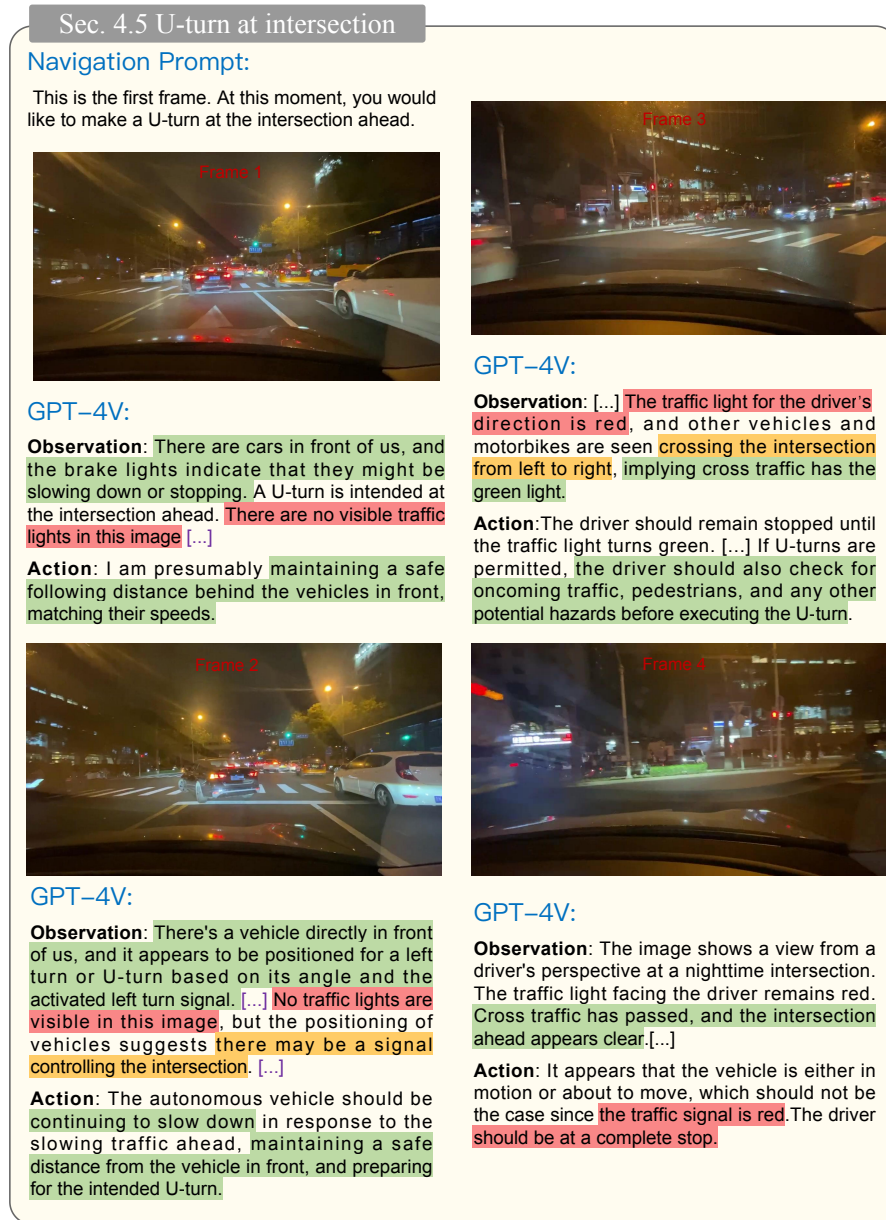 Sec. 4.5 U-turn at intersection
Navigation Prompt:
This is the first frame. At this moment, you would
like to make a U-turn at the intersection ahead.
Frame 1
GPT–4V:
Observation: There are cars in front of us, and
the brake lights indicate that they might be
slowing down or stopping. A U-turn is intended at
the intersection ahead. There are no visible traffic
lights in this image [...]
Action: I am presumably maintaining a safe
following distance behind the vehicles in front,
matching their speeds.
Frame 2
GPT–4V:
Observation: There's a vehicle directly in front
of us, and it appears to be positioned for a left
turn or U-turn based on its angle and the
activated left turn signal. [...] No traffic lights are
visible in this image, but the positioning of
vehicles suggests there may be a signal
controlling the intersection. [...]
Action: The autonomous vehicle should be
continuing to slow down in response to the
slowing traffic ahead, maintaining a safe
distance from the vehicle in front, and preparing
for the intended U-turn.
Frame 3
GPT–4V:
Observation: [...] The traffic light for the driver's
direction is red, and other vehicles and
motorbikes are seen crossing the intersection
from left to right, implying cross traffic has the
green light.
Action:The driver should remain stopped until
the traffic light turns green. [...] If U-turns are
permitted, the driver should also check for
oncoming traffic, pedestrians, and any other
potential hazards before executing the U-turn.
Frame 4
GPT–4V:
Observation: The image shows a view from a
driver's perspective at a nighttime intersection.
The traffic light facing the driver remains red.
Cross traffic has passed, and the intersection
ahead appears clear.[...]
Action: It appears that the vehicle is either in
motion or about to move, which should not be
the case since the traffic signal is red.The driver
should be at a complete stop.